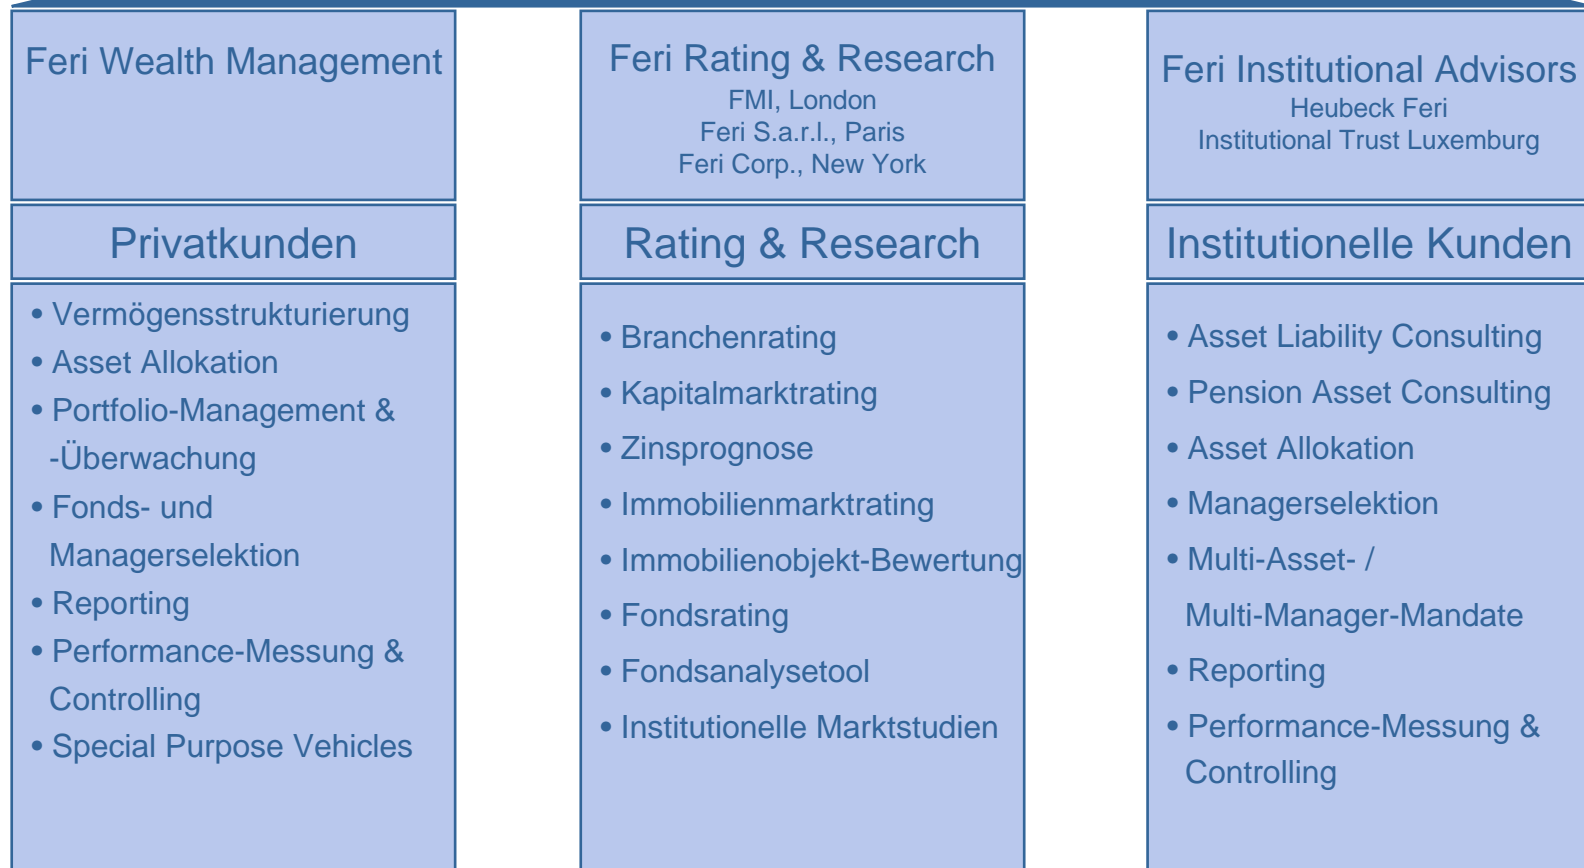 Feri Wealth Management
Privatkunden
• Vermögensstrukturierung
• Asset Allokation
• Portfolio-Management &
-Überwachung
• Fonds- und
Managerselektion
• Reporting
• Performance-Messung &
Controlling
• Special Purpose Vehicles
Feri Rating & Research
FMI, London
Feri S.a.r.l., Paris
Feri Corp., New York
Rating & Research
• Branchenrating
• Kapitalmarktrating
• Zinsprognose
• Immobilienmarktrating
• Immobilienobjekt-Bewertung
• Fondsrating
• Fondsanalysetool
• Institutionelle Marktstudien
Feri Institutional Advisors
Heubeck Feri
Institutional Trust Luxemburg
Institutionelle Kunden
• Asset Liability Consulting
• Pension Asset Consulting
• Asset Allokation
• Managerselektion
• Multi-Asset- /
Multi-Manager-Mandate
• Reporting
• Performance-Messung &
Controlling